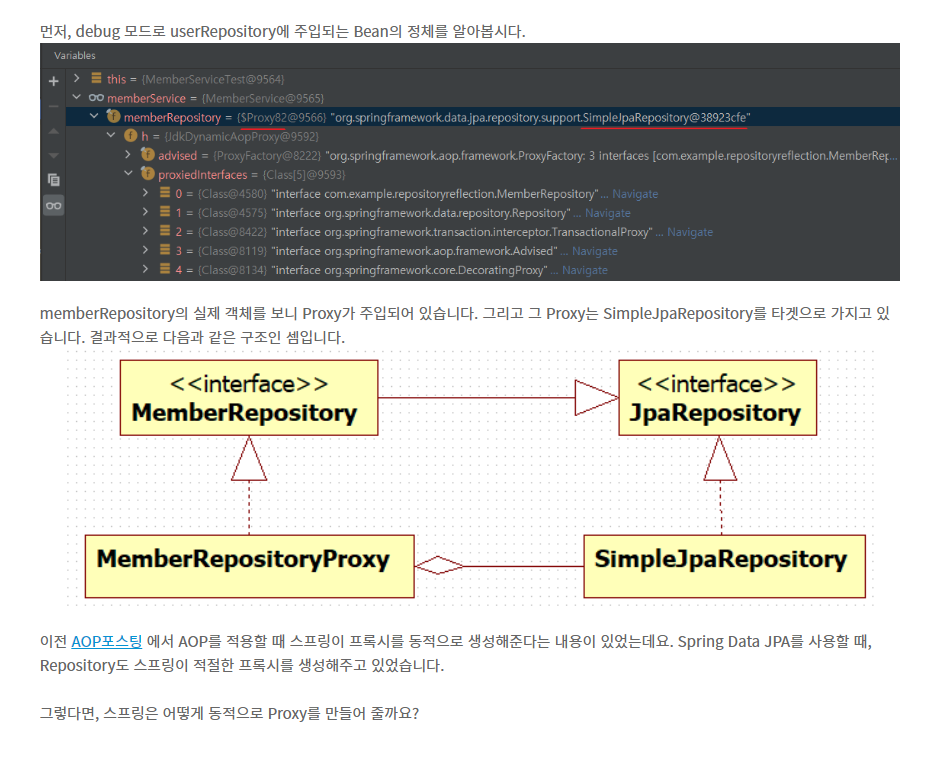 먼저, debug 모드로 userRepository에 주입되는 Bean의 정체를 알아봅시다.
Variables
this = {MemberServiceTest@9564}
memberService = {MemberService@9565}
memberRepository = {$Proxy82@9566} "org.springframework.data.jpa.repository.support.SimpleJpaRepository@38923cfe"
h = {JdkDynamicAopProxy@9592}
advised = {ProxyFactory@8222} "org.springframework.aop.framework.ProxyFactory: 3 interfaces [com.example.repositoryreflection.MemberRep...
proxiedInterfaces = {Class[5]@9593}
0 = {Class@4580} "interface com.example.repositoryreflection.MemberRepository" ... Navigate
1 = {Class@4575} "interface org.springframework.data.repository.Repository" ... Navigate
2 = {Class@8422} "interface org.springframework.transaction.interceptor.TransactionalProxy" ... Navigate
3 = {Class@8119} "interface org.springframework.aop.framework.Advised" ... Navigate
4 = {Class@8134} "interface org.springframework.core.DecoratingProxy" ... Navigate
memberRepository의 실제 객체를 보니 Proxy가 주입되어 있습니다. 그리고 그 Proxy는 SimpleJpaRepository를 타겟으로 가지고 있
습니다. 결과적으로 다음과 같은 구조인 셈입니다.
<<interface>>
MemberRepository
<<interface>>
JpaRepository
MemberRepositoryProxy
SimpleJpaRepository
이전 AOP포스팅 에서 AOP를 적용할 때 스프링이 프록시를 동적으로 생성해준다는 내용이 있었는데요. Spring Data JPA를 사용할 때,
Repository도 스프링이 적절한 프록시를 생성해주고 있었습니다.
그렇다면, 스프링은 어떻게 동적으로 Proxy를 만들어 줄까요?